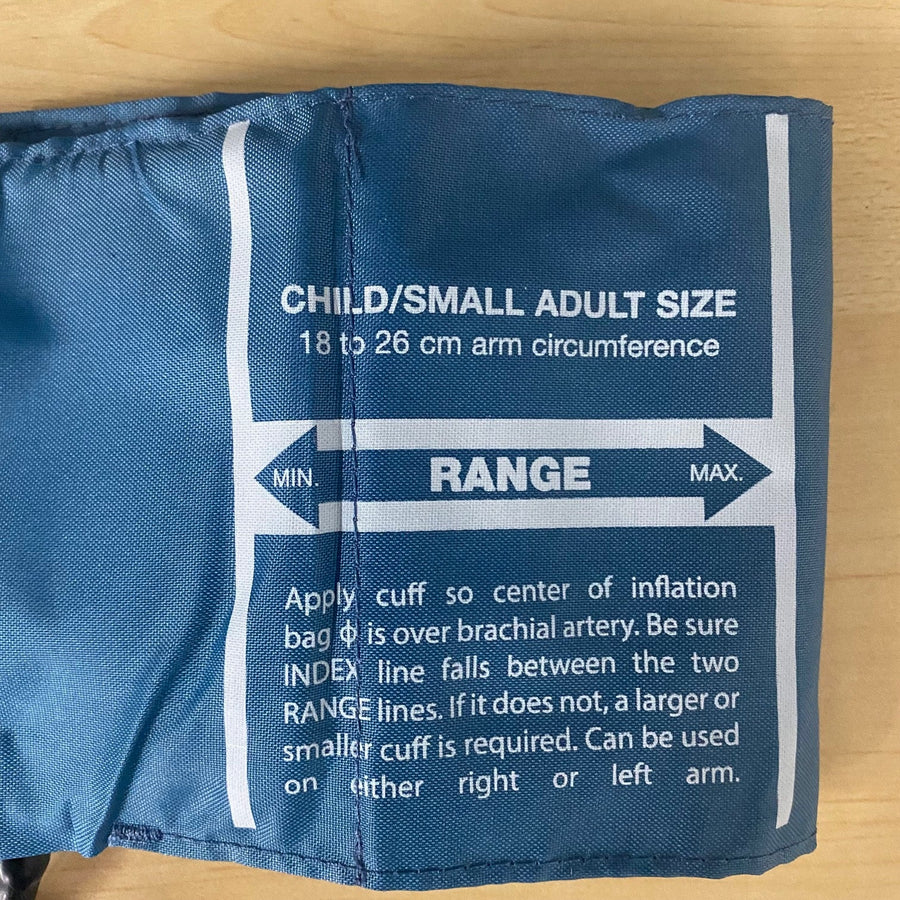 CHILD/SMALL ADULT SIZE
18 to 26 cm arm circumference
MIN. RANGE MAX.
Apply cuff so center of inflation
bag ϕ is over brachial artery. Be sure
INDEX line falls between the two
RANGE lines. If it does not, a larger or
smaller cuff is required. Can be used
on either right or left arm.